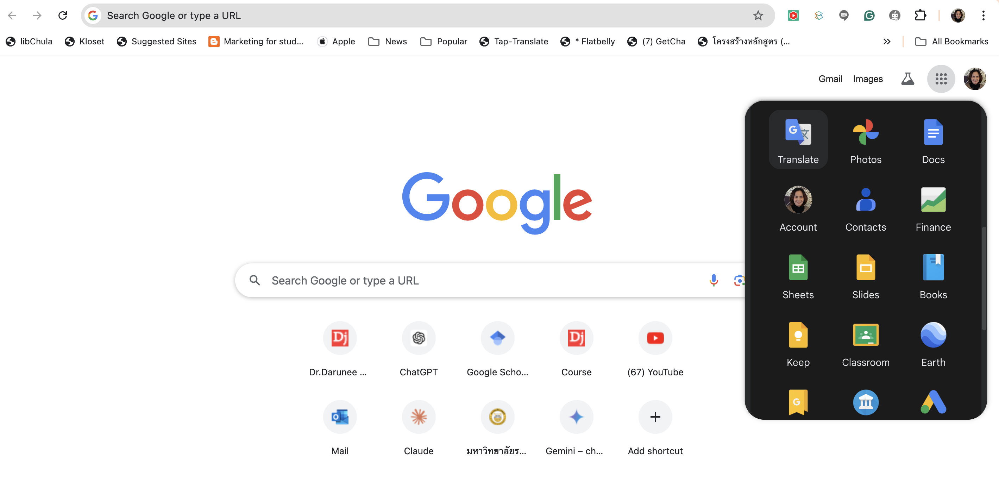 Search Google or type a URL
libChula Kloset Suggested Sites Marketing for stud... Apple News Popular Tap-Translate * Flatbelly (7) GetCha โครงสร้างหลักสูตร (... » All Bookmarks
Gmail Images
Translate Photos Docs
Google
Account Contacts Finance
Search Google or type a URL
Sheets Slides Books
Keep Classroom Earth
Dr.Darunee ... ChatGPT Google Scho... Course (67) YouTube
Mail Claude มหาวิทยาลัยร... Gemini – ch... Add shortcut